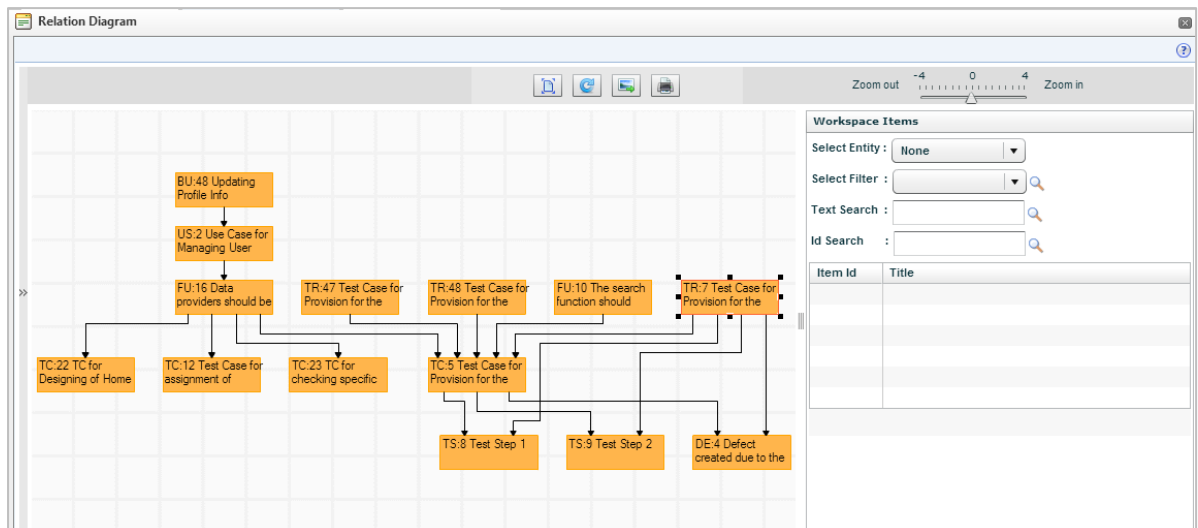 Relation Diagram
Zoom out -4 0 4 Zoom in
Workspace Items
Select Entity : None
Select Filter :
Text Search :
Id Search :
Item Id Title
BU:48 Updating
Profile Info
US:2 Use Case for
Managing User
FU:16 Data
providers should be
TR:47 Test Case for
Provision for the
TR:48 Test Case for
Provision for the
FU:10 The search
function should
TR:7 Test Case for
Provision for the
TC:22 TC for
Designing of Home
TC:12 Test Case for
assignment of
TC:23 TC for
checking specific
TC:5 Test Case for
Provision for the
TS:8 Test Step 1
TS:9 Test Step 2
DE:4 Defect
created due to the